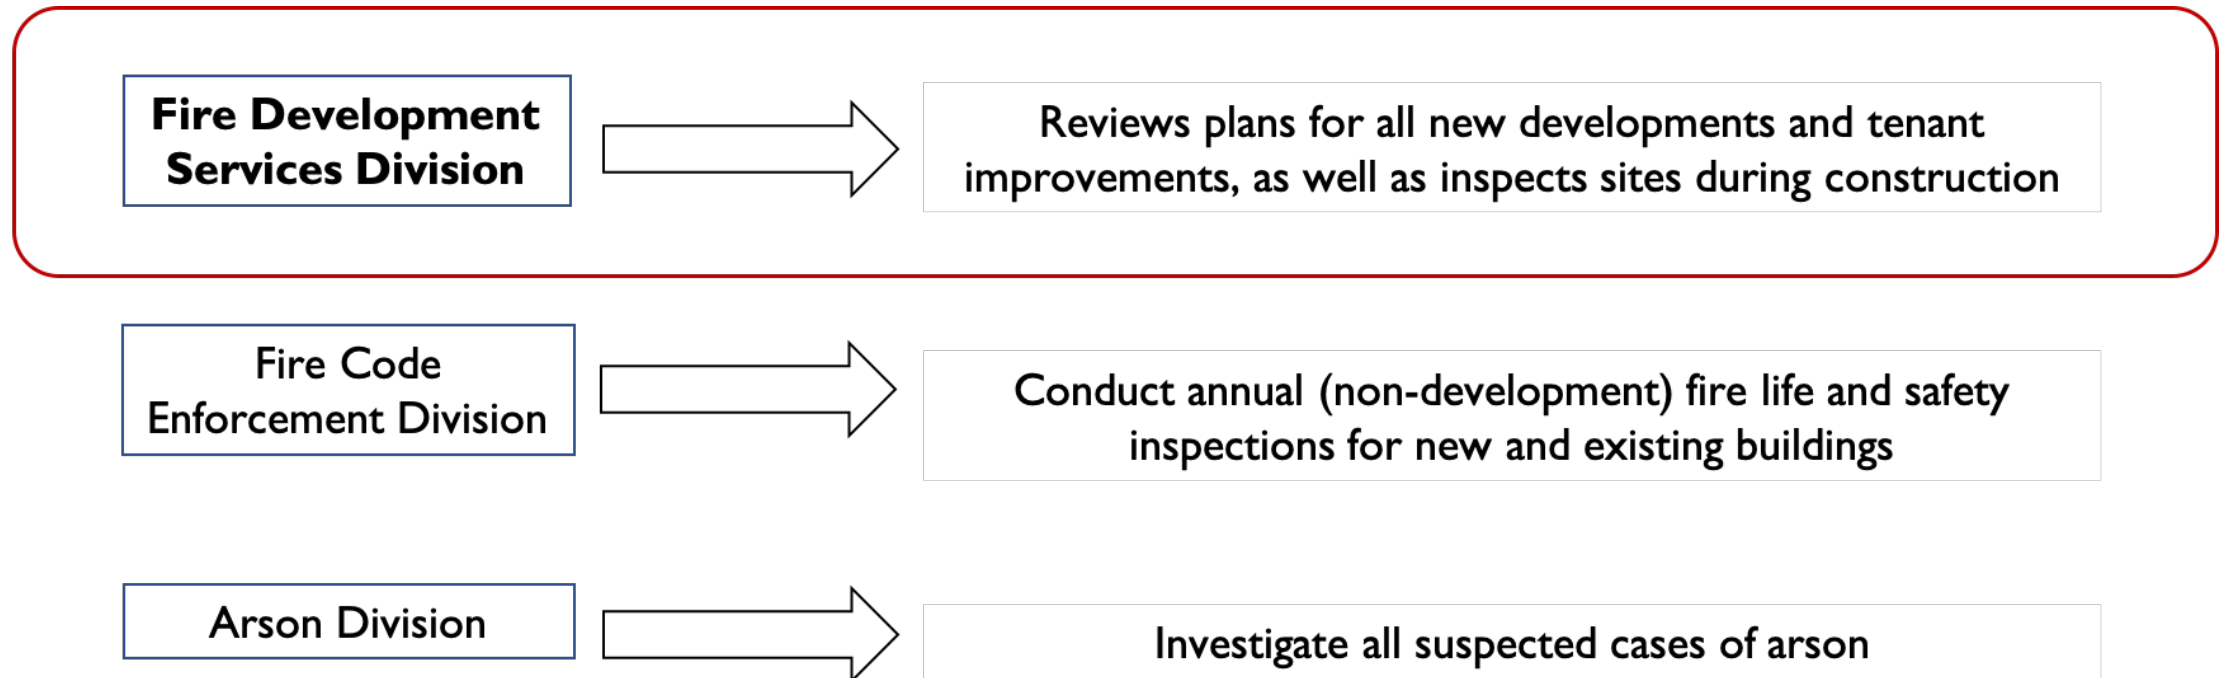 Fire Development
Services Division
Reviews plans for all new developments and tenant
improvements, as well as inspects sites during construction
Fire Code
Enforcement Division
Conduct annual (non-development) fire life and safety
inspections for new and existing buildings
Arson Division
Investigate all suspected cases of arson